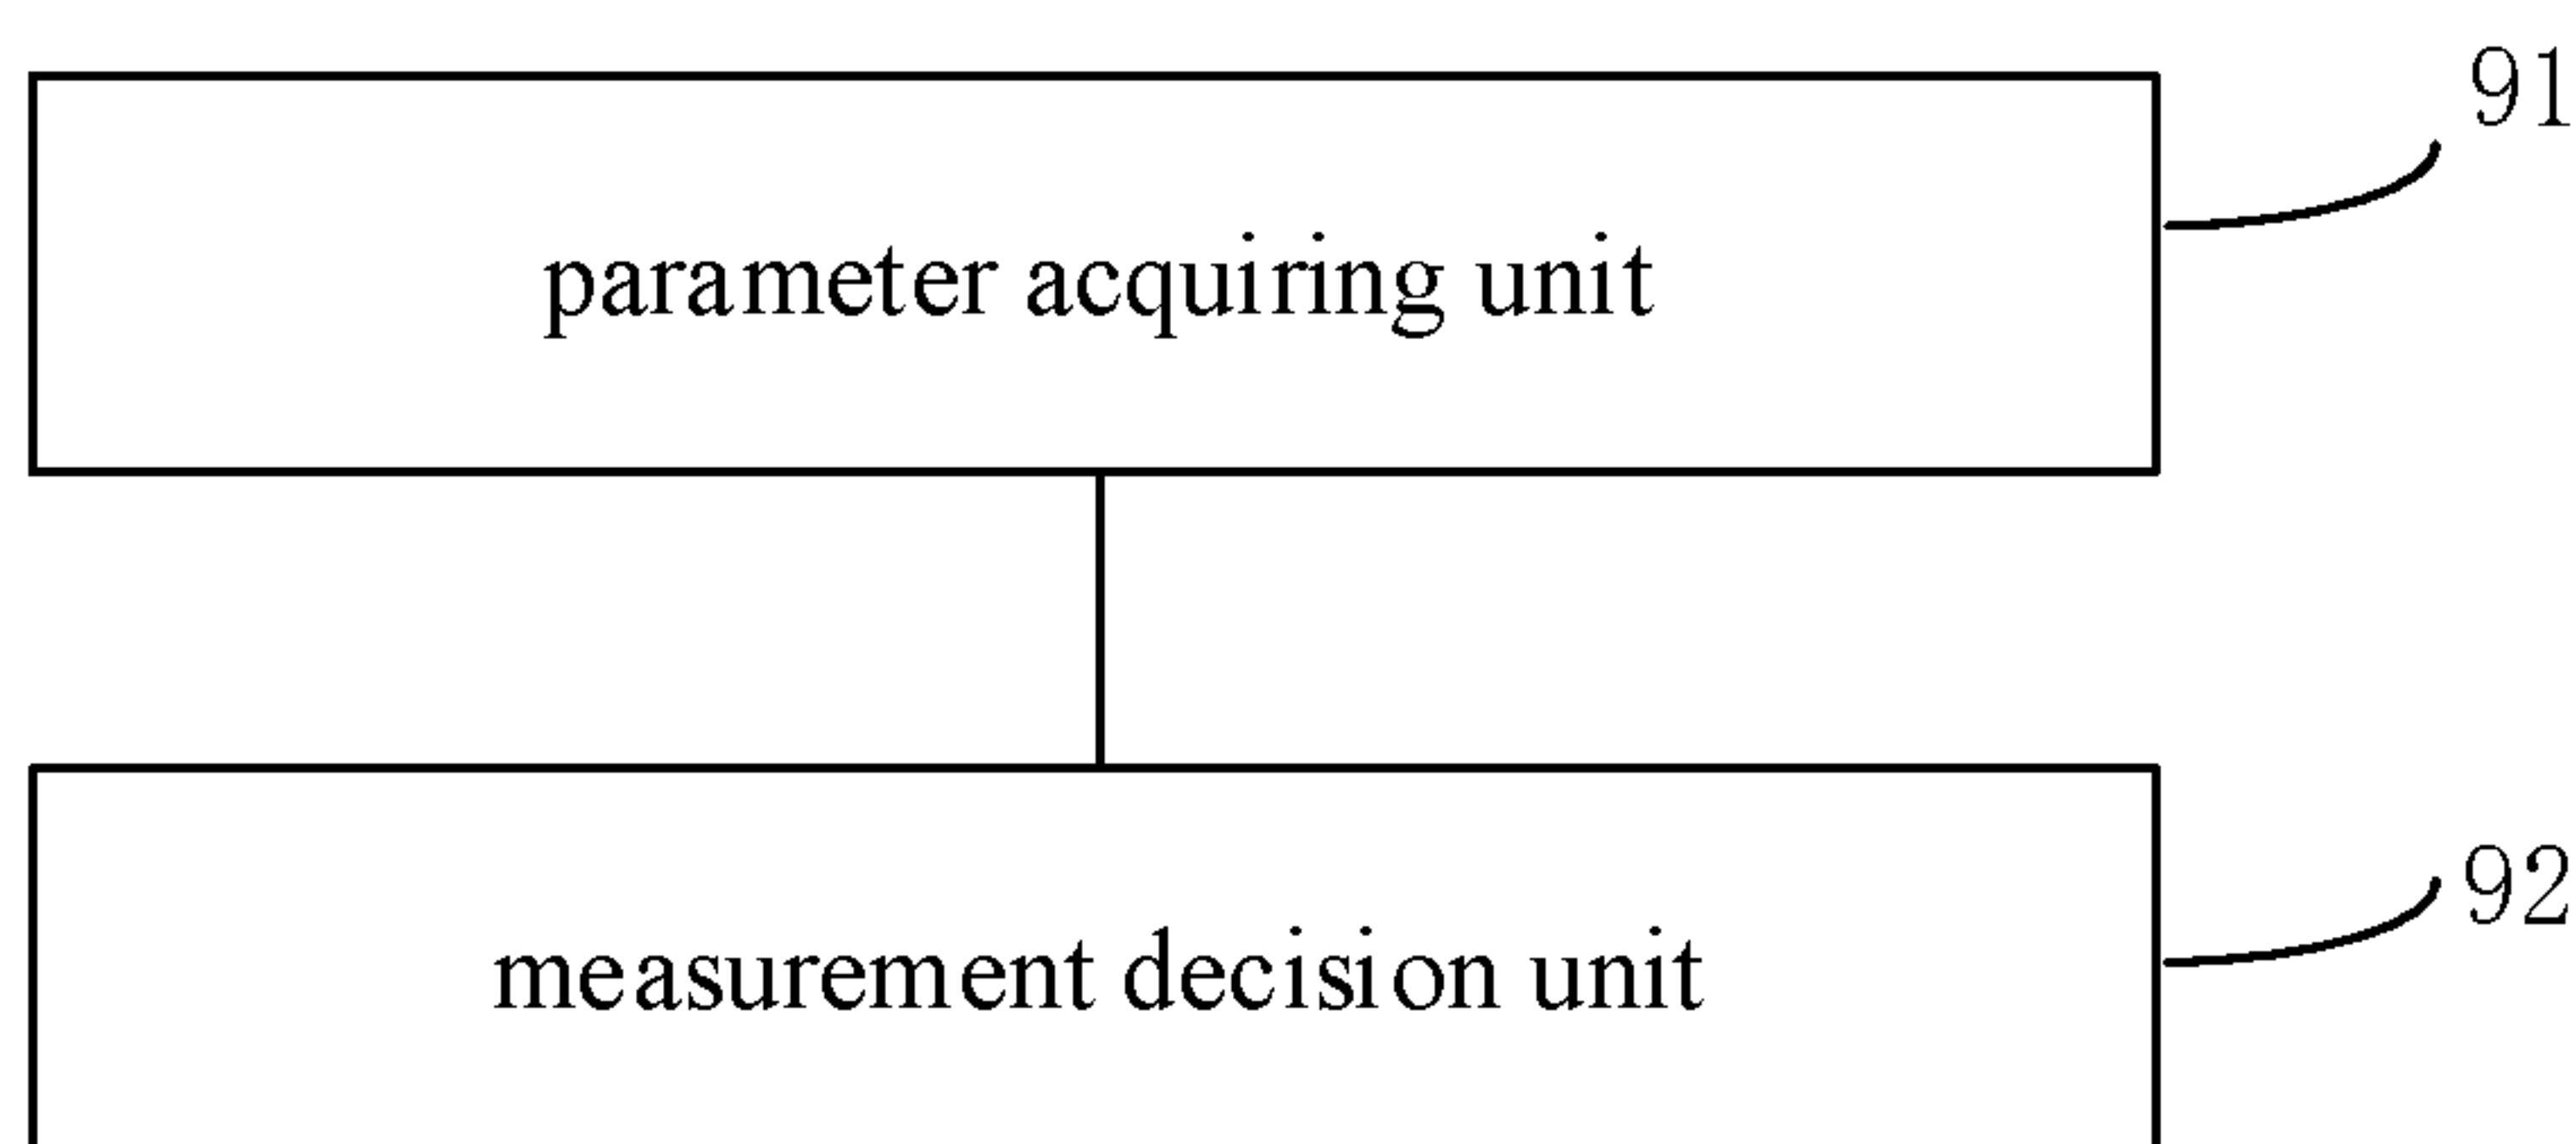 91
parameter acquiring unit
92
measurement decision unit